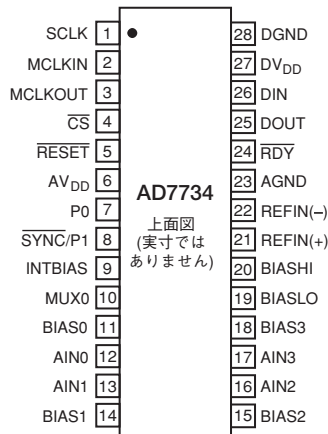 SCLK 1
MCLKIN 2
MCLKOUT 3
CS 4
RESET 5
AVDD 6
P0 7
SYNC/P1 8
INTBIAS 9
MUX0 10
BIAS0 11
AIN0 12
AIN1 13
BIAS1 14
AD7734
上面図
(実寸では
ありません)
28 DGND
27 DVDD
26 DIN
25 DOUT
24 RDY
23 AGND
22 REFIN(–)
21 REFIN(+)
20 BIASHI
19 BIASLO
18 BIAS3
17 AIN3
16 AIN2
15 BIAS2